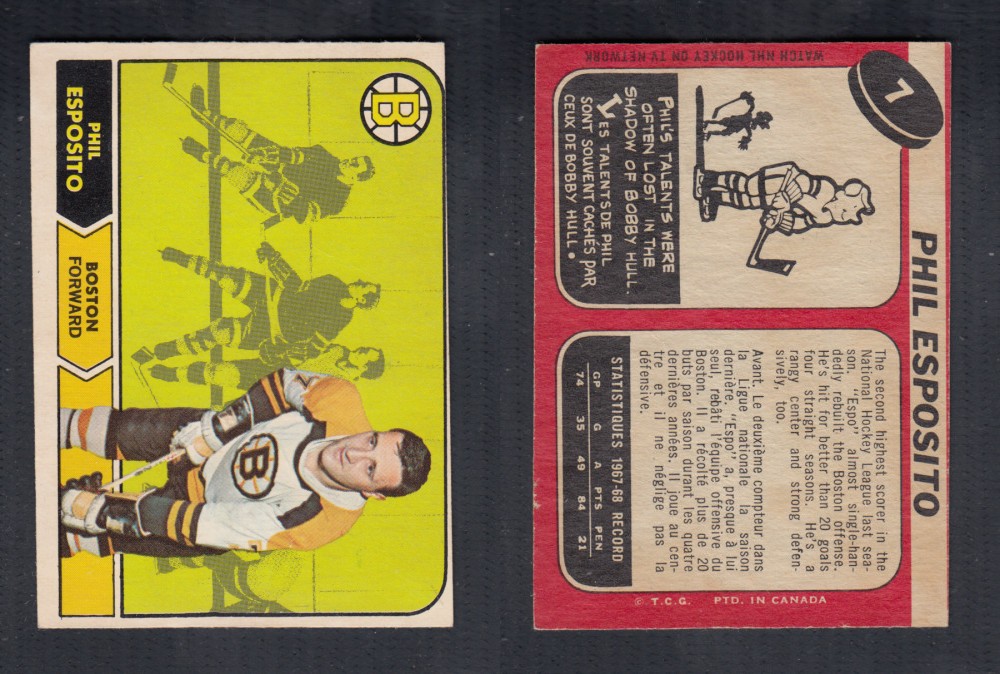 PHIL
ESPOSITO
BOSTON
FORWARD
B
B
7
WATCH NHL HOCKEY ON TV NETWORK
PHIL ESPOSITO
PHIL'S TALENTS WERE
OFTEN LOST IN THE
SHADOW OF BOBBY HULL.
LES TALENTS DE PHIL
SONT SOUVENT CACHÉS PAR
CEUX DE BOBBY HULL.
The second highest scorer in the
National Hockey League last sea-
son. "Espo" almost single-han-
dedly rebuilt the Boston offense.
He's hit for better than 20 goals
four straight seasons. He's a
rangy center and strong defen-
sively, too.
Avant. Le deuxième compteur dans
la Ligue nationale la saison
dernière. "Espo" a presque à lui
seul, rebâti l'équipe offensive du
Boston. Il a récolté plus de 20
buts par saison durant les quatre
dernières années. Il joue au cen-
tre et il ne néglige pas la
défensive.
STATISTIQUES 1967-68 RECORD
GP G A PTS PEN
74 35 49 84 21
© T.C.G. PTD. IN CANADA